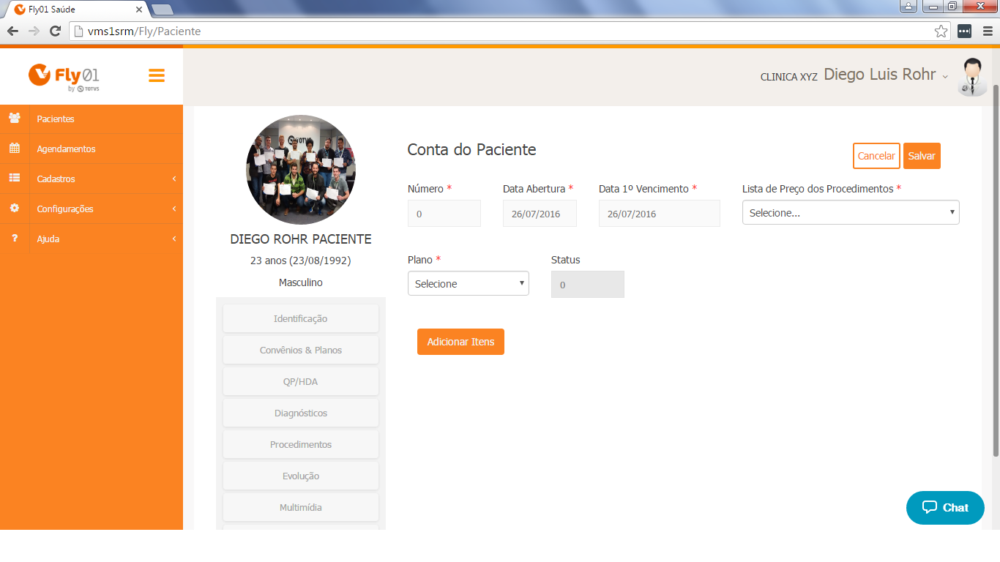 Fly01 Saúde
vms1srm/Fly/Paciente
Fly01
by TOTVS
CLINICA XYZ Diego Luis Rohr
Pacientes
Agendamentos
Cadastros
Configurações
Ajuda
TOTVS
DIEGO ROHR PACIENTE
23 anos (23/08/1992)
Masculino
Identificação
Convênios & Planos
QP/HDA
Diagnósticos
Procedimentos
Evolução
Multimídia
Conta do Paciente
Cancelar
Salvar
Número * Data Abertura * Data 1º Vencimento * Lista de Preço dos Procedimentos *
0 26/07/2016 26/07/2016 Selecione...
Plano * Status
Selecione 0
Adicionar Itens
Chat